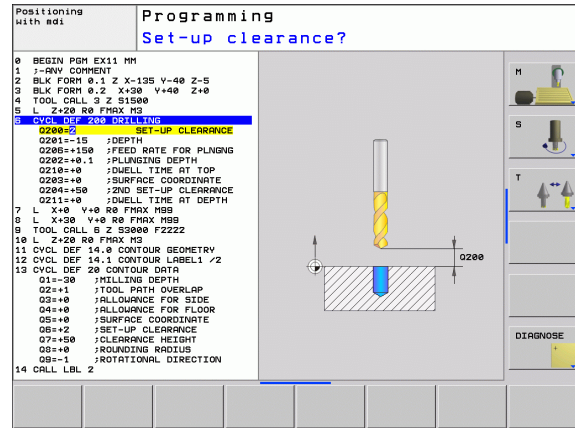 Positioning
with mdi
Programming
Set-up clearance?
0 BEGIN PGM EX11 MM
1 ;-ANY COMMENT
2 BLK FORM 0.1 Z X-135 Y-40 Z-5
3 BLK FORM 0.2 X+30 Y+40 Z+0
4 TOOL CALL 3 Z S1500
5 L Z+20 R0 FMAX M3
6 CYCL DEF 200 DRILLING
Q200=2 SET-UP CLEARANCE
Q201=-15 ;DEPTH
Q206=+150 ;FEED RATE FOR PLNGNG
Q202=+0.1 ;PLUNGING DEPTH
Q210=+0 ;DWELL TIME AT TOP
Q203=+0 ;SURFACE COORDINATE
Q204=+50 ;2ND SET-UP CLEARANCE
Q211=+0 ;DWELL TIME AT DEPTH
7 L X+0 Y+0 R0 FMAX M99
8 L X+30 Y+0 R0 FMAX M99
9 TOOL CALL 6 Z S3000 F2222
10 L Z+20 R0 FMAX M3
11 CYCL DEF 14.0 CONTOUR GEOMETRY
12 CYCL DEF 14.1 CONTOUR LABEL1 /2
13 CYCL DEF 20 CONTOUR DATA
Q1=-30 ;MILLING DEPTH
Q2=+1 ;TOOL PATH OVERLAP
Q3=+0 ;ALLOWANCE FOR SIDE
Q4=+0 ;ALLOWANCE FOR FLOOR
Q5=+0 ;SURFACE COORDINATE
Q6=+2 ;SET-UP CLEARANCE
Q7=+50 ;CLEARANCE HEIGHT
Q8=+0 ;ROUNDING RADIUS
Q9=-1 ;ROTATIONAL DIRECTION
14 CALL LBL 2
Q200
M
S
T
DIAGNOSE